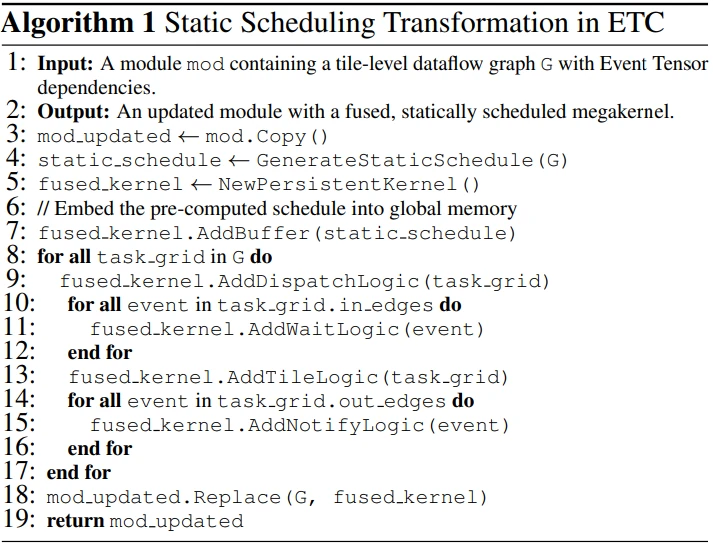 Algorithm 1 Static Scheduling Transformation in ETC
1: Input: A module mod containing a tile-level dataflow graph G with Event Tensor
dependencies.
2: Output: An updated module with a fused, statically scheduled megakernel.
3: mod_updated ← mod.Copy()
4: static_schedule ← GenerateStaticSchedule(G)
5: fused_kernel ← NewPersistentKernel()
6: // Embed the pre-computed schedule into global memory
7: fused_kernel.AddBuffer(static_schedule)
8: for all task_grid in G do
9: fused_kernel.AddDispatchLogic(task_grid)
10: for all event in task_grid.in_edges do
11: fused_kernel.AddWaitLogic(event)
12: end for
13: fused_kernel.AddTileLogic(task_grid)
14: for all event in task_grid.out_edges do
15: fused_kernel.AddNotifyLogic(event)
16: end for
17: end for
18: mod_updated.Replace(G, fused_kernel)
19: return mod_updated